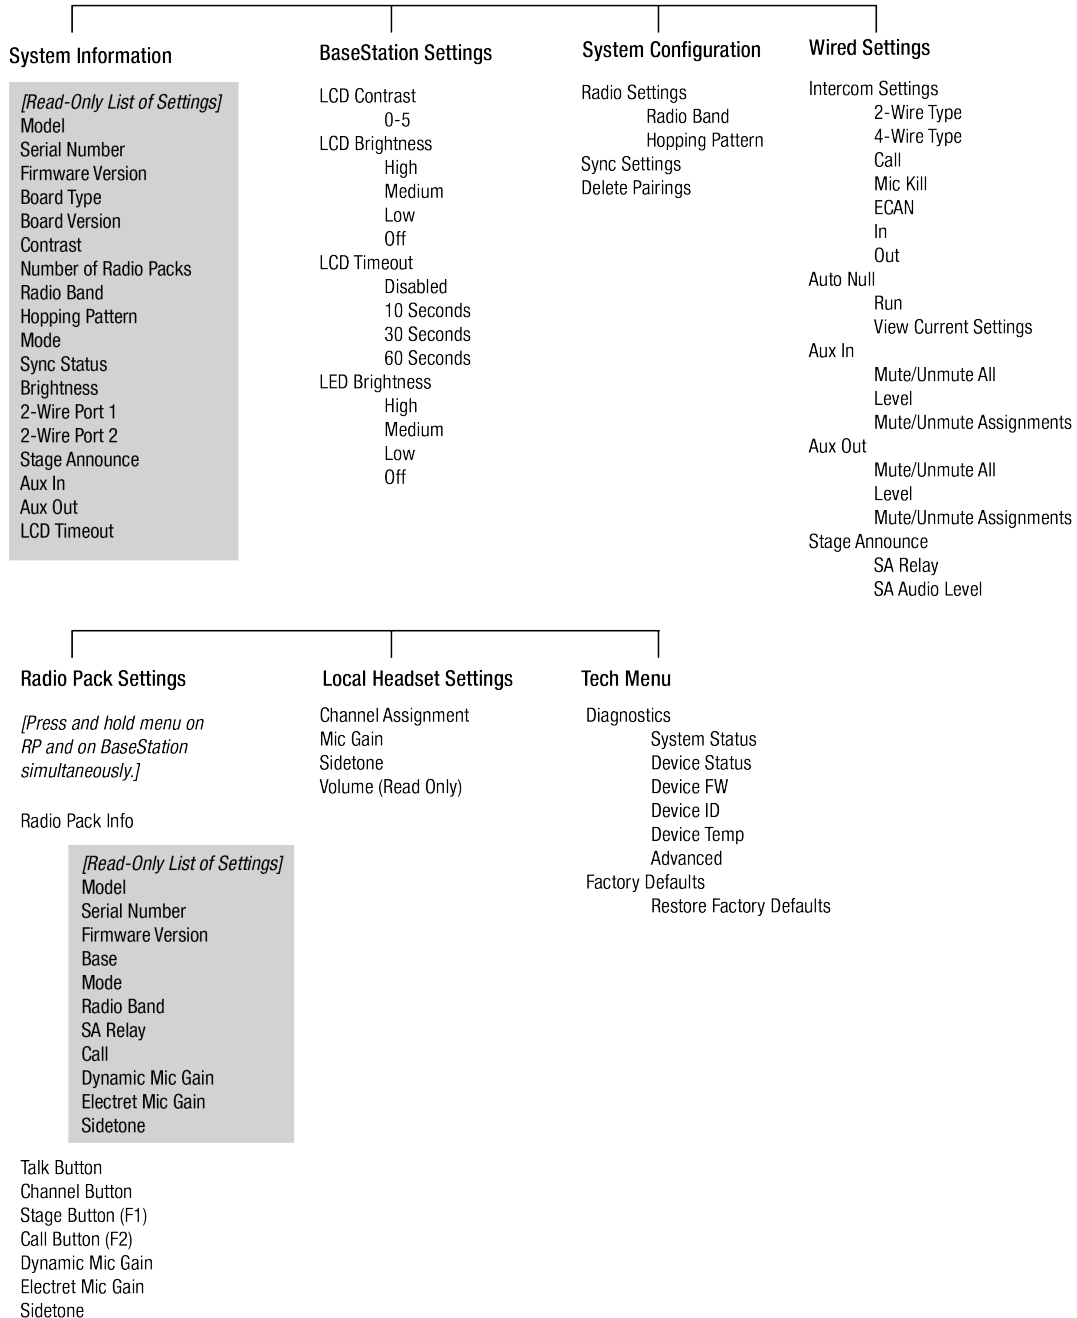 System Information
[Read-Only List of Settings]
Model
Serial Number
Firmware Version
Board Type
Board Version
Contrast
Number of Radio Packs
Radio Band
Hopping Pattern
Mode
Sync Status
Brightness
2-Wire Port 1
2-Wire Port 2
Stage Announce
Aux In
Aux Out
LCD Timeout
BaseStation Settings
LCD Contrast
0-5
LCD Brightness
High
Medium
Low
Off
LCD Timeout
Disabled
10 Seconds
30 Seconds
60 Seconds
LED Brightness
High
Medium
Low
Off
System Configuration
Radio Settings
Radio Band
Hopping Pattern
Sync Settings
Delete Pairings
Wired Settings
Intercom Settings
2-Wire Type
4-Wire Type
Call
Mic Kill
ECAN
In
Out
Auto Null
Run
View Current Settings
Aux In
Mute/Unmute All
Level
Mute/Unmute Assignments
Aux Out
Mute/Unmute All
Level
Mute/Unmute Assignments
Stage Announce
SA Relay
SA Audio Level
Radio Pack Settings
[Press and hold menu on
RP and on BaseStation
simultaneously.]
Radio Pack Info
[Read-Only List of Settings]
Model
Serial Number
Firmware Version
Base
Mode
Radio Band
SA Relay
Call
Dynamic Mic Gain
Electret Mic Gain
Sidetone
Talk Button
Channel Button
Stage Button (F1)
Call Button (F2)
Dynamic Mic Gain
Electret Mic Gain
Sidetone
Local Headset Settings
Channel Assignment
Mic Gain
Sidetone
Volume (Read Only)
Tech Menu
Diagnostics
System Status
Device Status
Device FW
Device ID
Device Temp
Advanced
Factory Defaults
Restore Factory Defaults